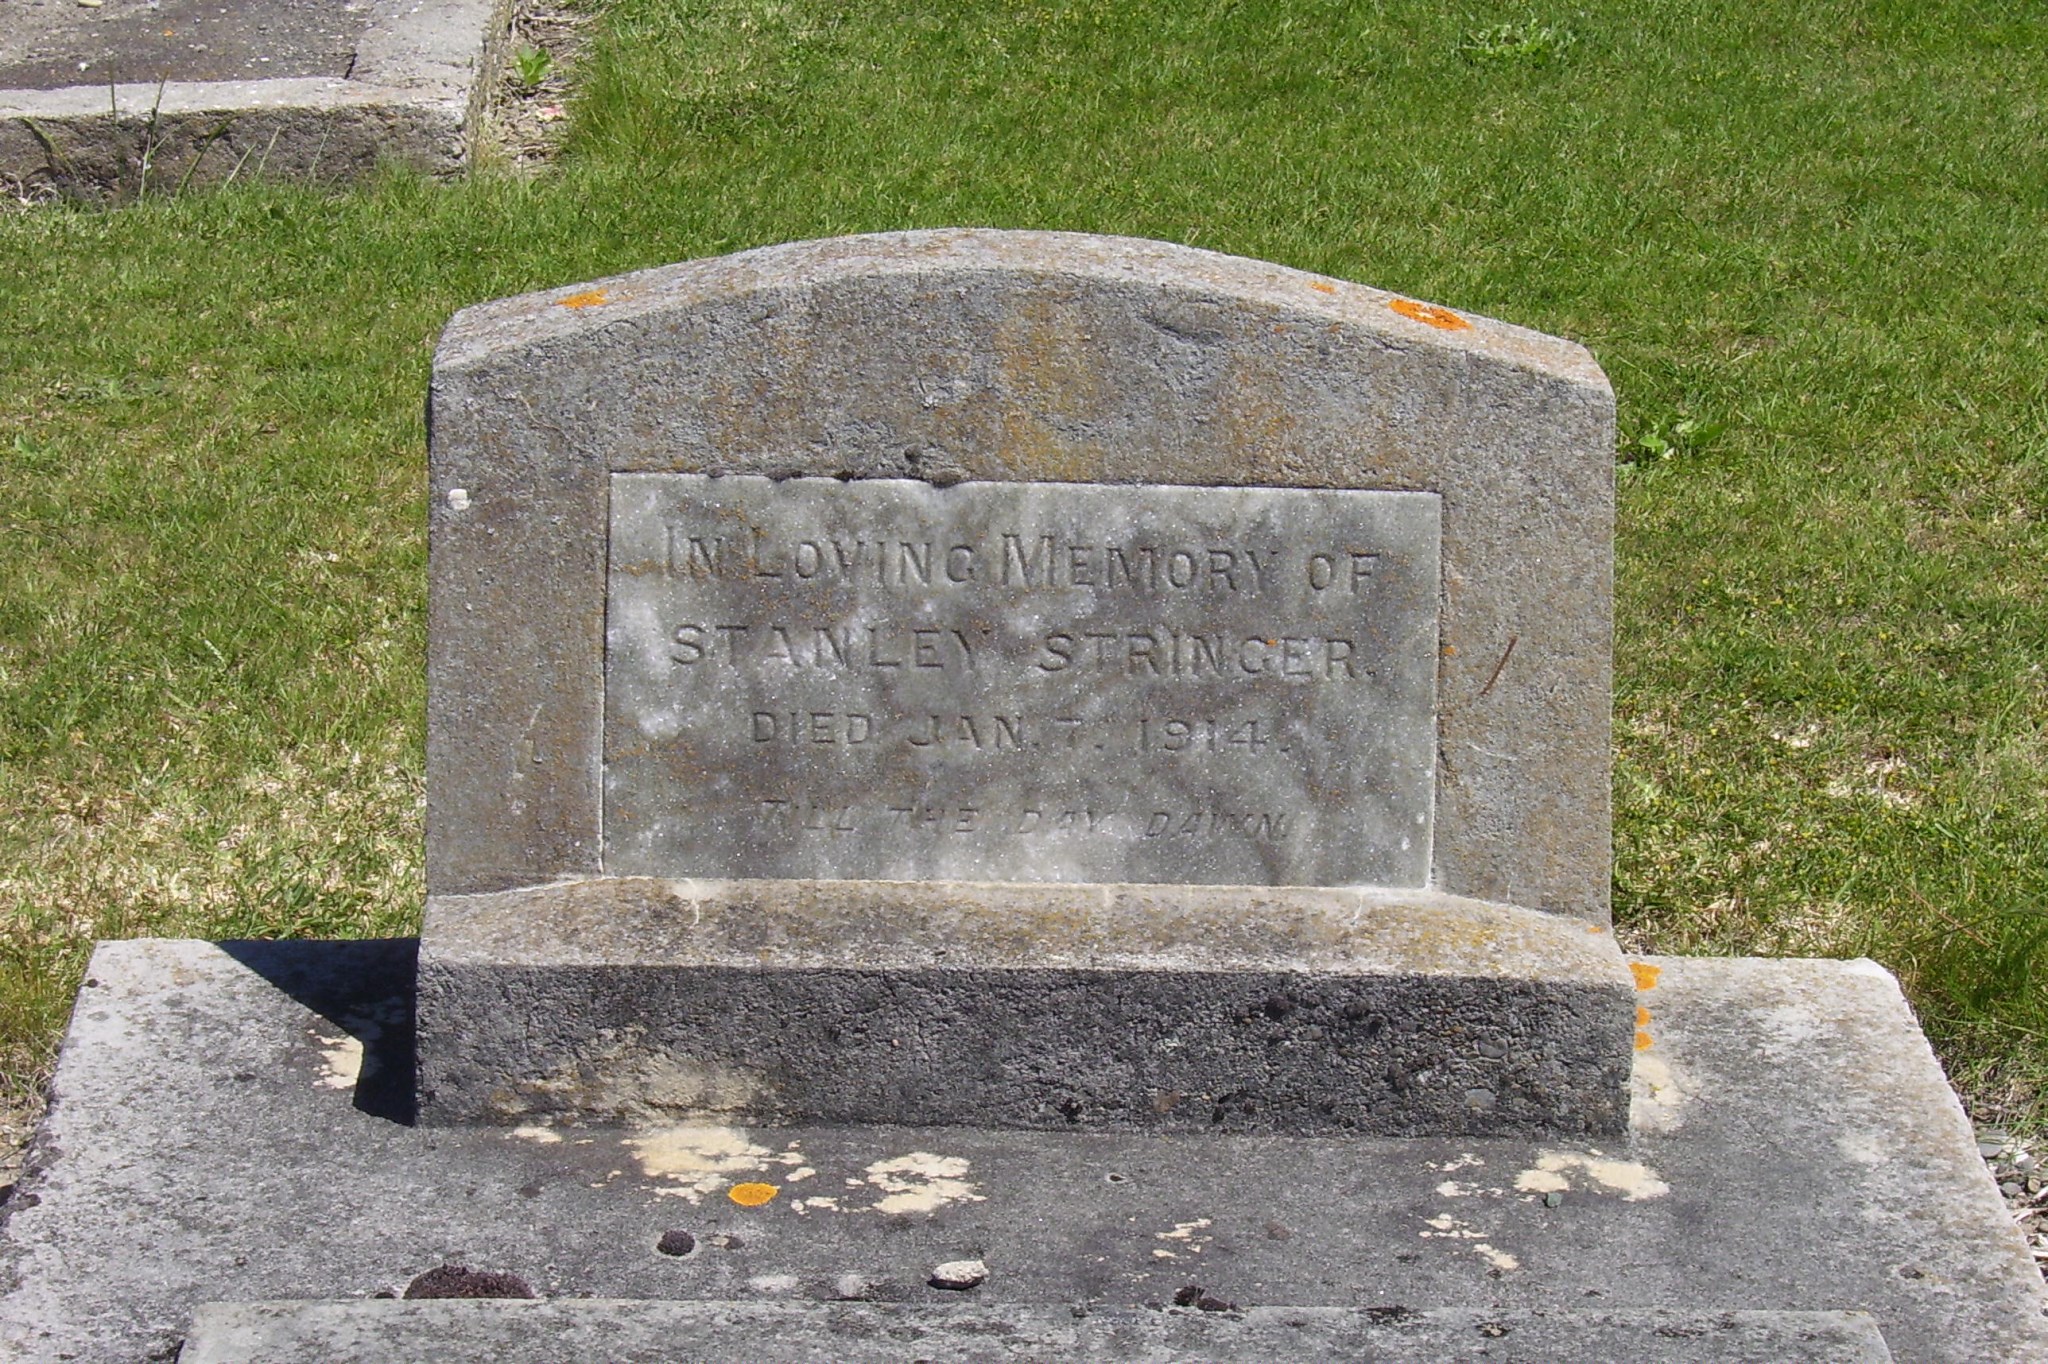 IN LOVING MEMORY OF
STANLEY STRINGER.
DIED JAN. 7. 1914.
TILL THE DAY DAWN.